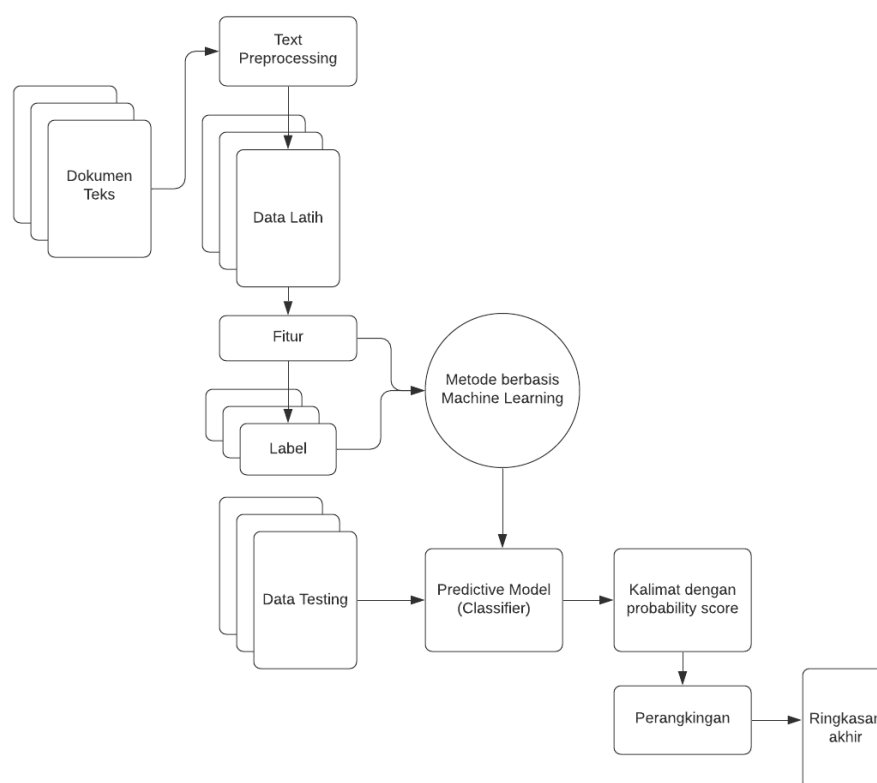 Text
Preprocessing
Dokumen
Teks
Data Latih
Fitur
Metode berbasis
Machine Learning
Label
Data Testing
Predictive Model
(Classifier)
Kalimat dengan
probability score
Perangkingan
Ringkasan
akhir